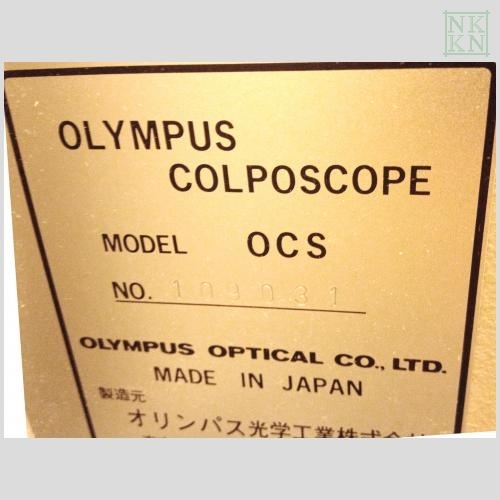 NK
KN
OLYMPUS
COLPOSCOPE
MODEL OCS
NO. 109031
OLYMPUS OPTICAL CO., LTD.
MADE IN JAPAN
製造元
オリンパス光学工業株式会社